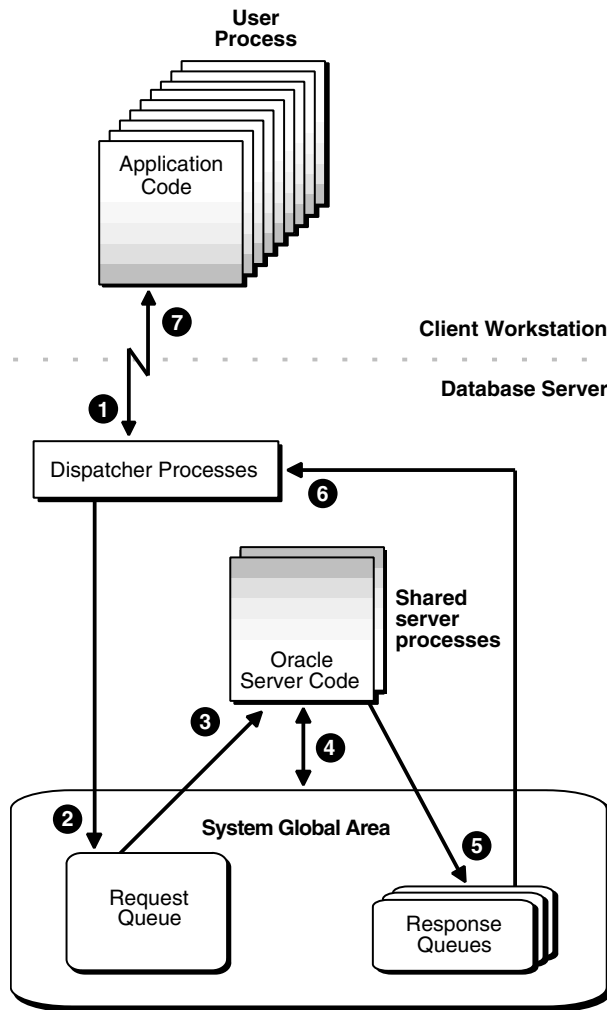 User
Process
Application
Code
7
Client Workstation
Database Server
1
Dispatcher Processes
6
Shared
server
processes
Oracle
Server Code
3
4
2
System Global Area
5
Request
Queue
Response
Queues